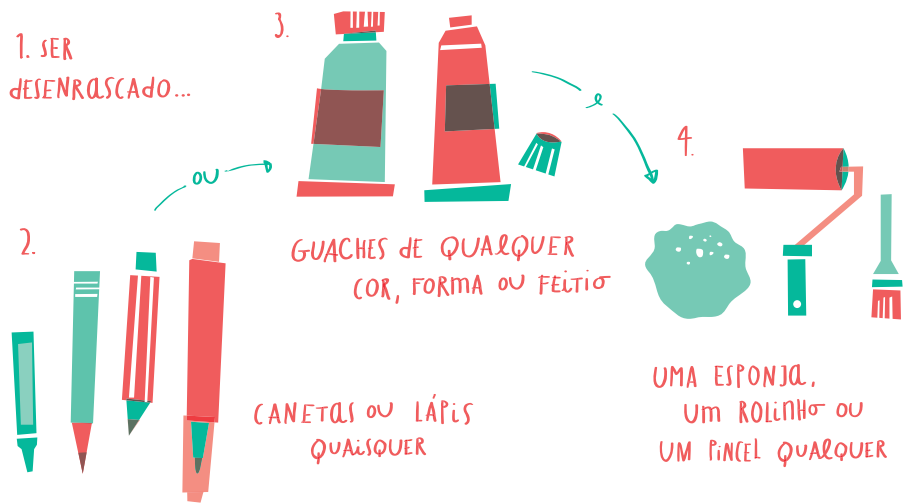 1. SER
DESENRASCADO...
2.
OU
CANETAS OU LÁPIS
QUAISQUER
3.
GUACHES DE QUALQUER
COR, FORMA OU FEITIO
e
4.
UMA ESPONJA,
UM ROLINHO OU
UM PINCEL QUALQUER